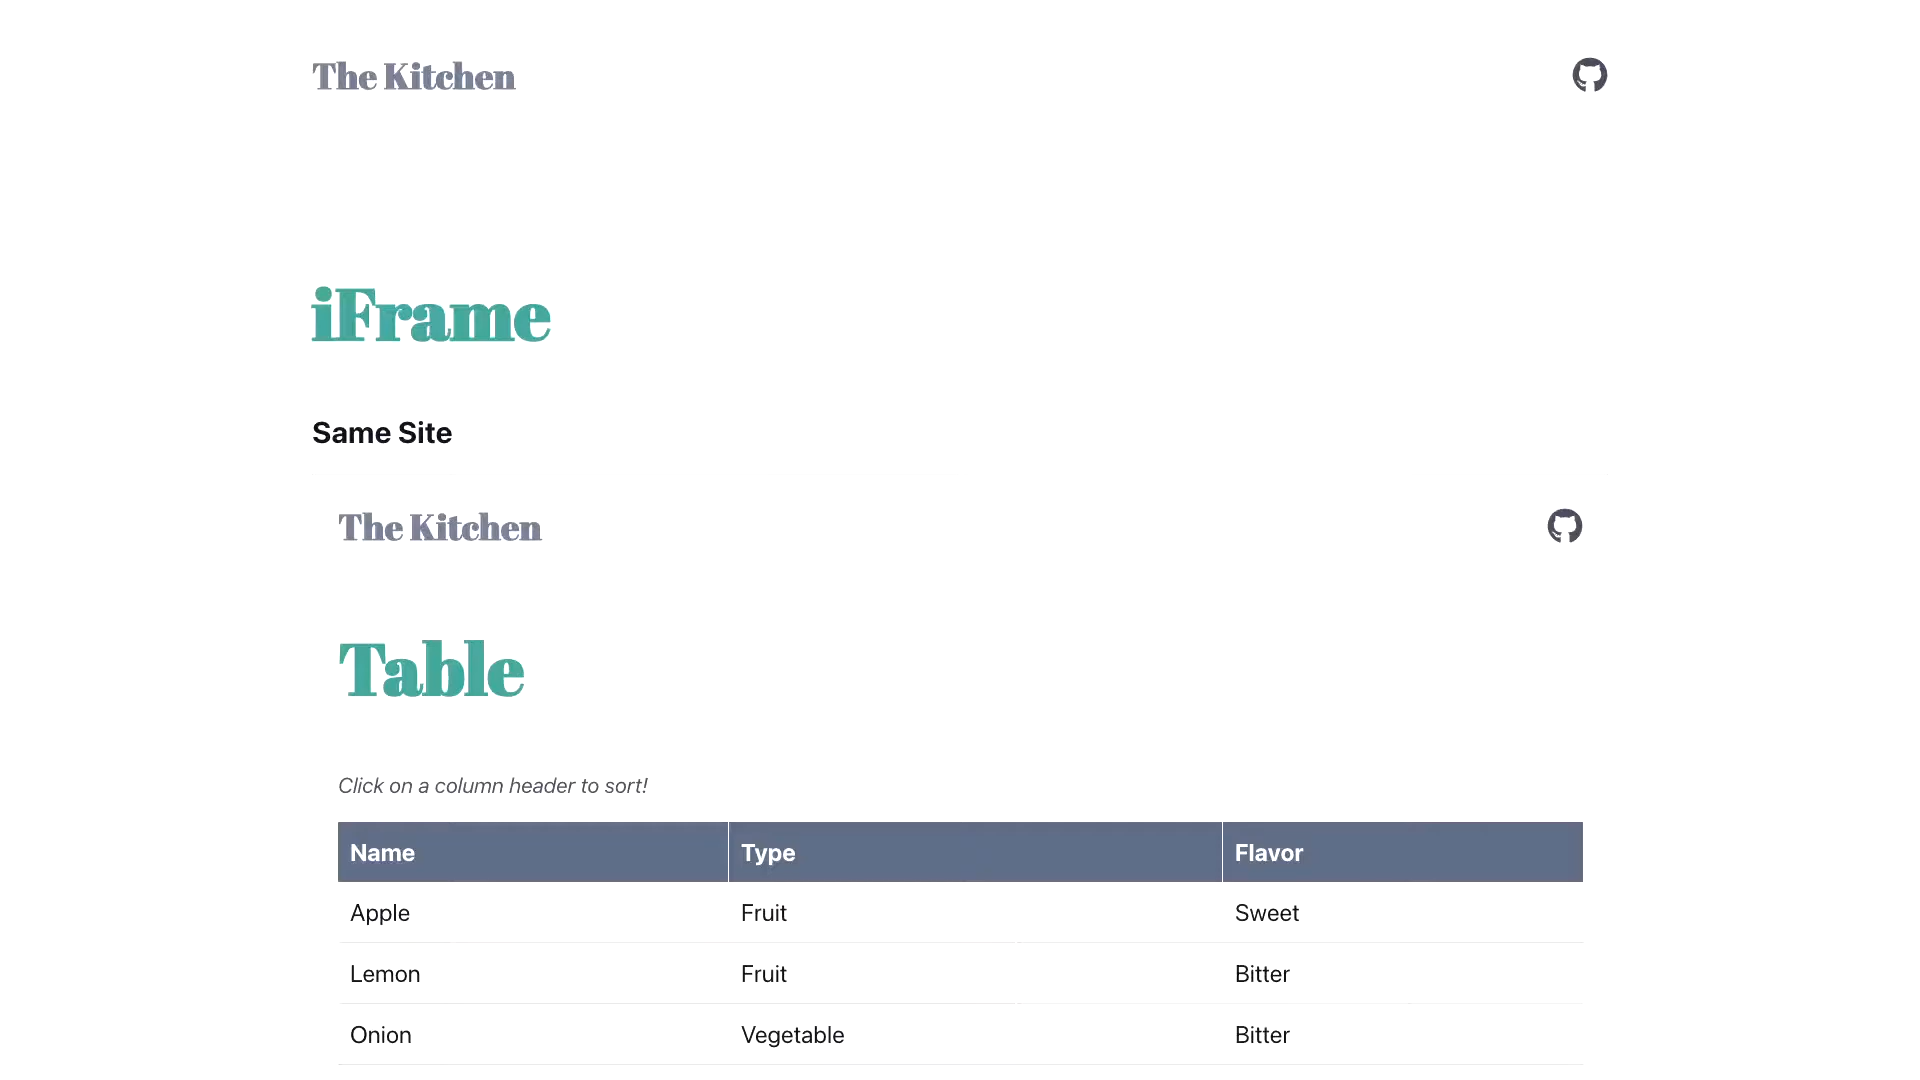 The Kitchen
iFrame
Same Site
The Kitchen
Table
Click on a column header to sort!
Name Type Flavor
Apple Fruit Sweet
Lemon Fruit Bitter
Onion Vegetable Bitter